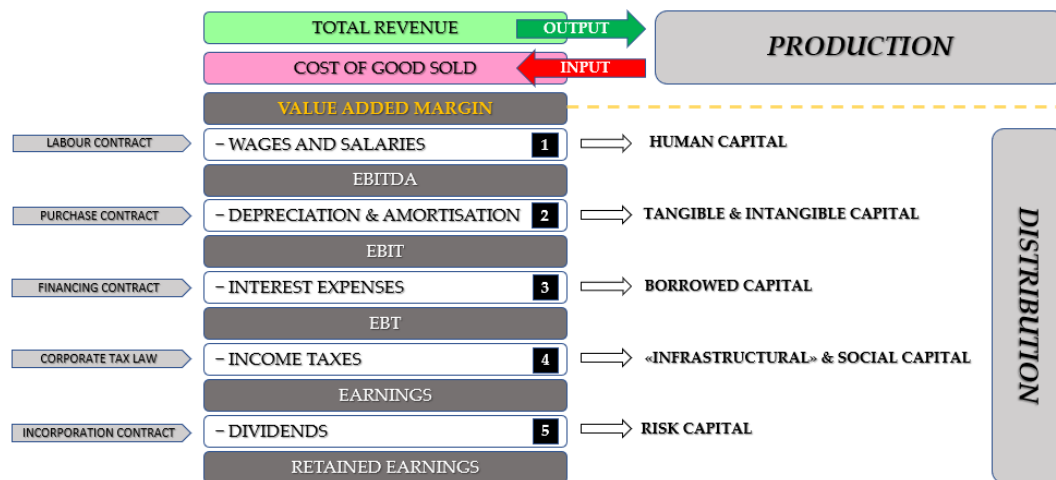 TOTAL REVENUE
OUTPUT
PRODUCTION
COST OF GOOD SOLD
INPUT
VALUE ADDED MARGIN
LABOUR CONTRACT
– WAGES AND SALARIES
1
HUMAN CAPITAL
EBITDA
PURCHASE CONTRACT
– DEPRECIATION & AMORTISATION
2
TANGIBLE & INTANGIBLE CAPITAL
EBIT
FINANCING CONTRACT
– INTEREST EXPENSES
3
BORROWED CAPITAL
EBT
CORPORATE TAX LAW
– INCOME TAXES
4
«INFRASTRUCTURAL» & SOCIAL CAPITAL
EARNINGS
INCORPORATION CONTRACT
– DIVIDENDS
5
RISK CAPITAL
RETAINED EARNINGS
DISTRIBUITION